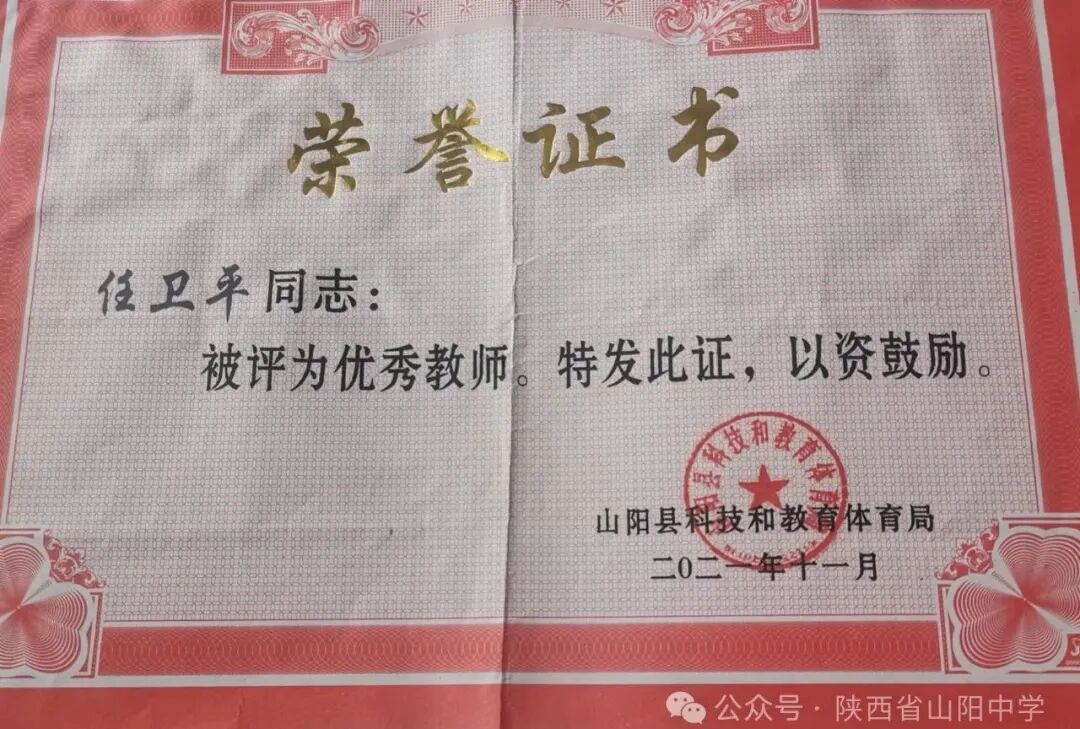 荣誉证书
任卫平同志：
被评为优秀教师。特发此证，以资鼓励。
山阳县科技和教育体育局
二〇二一年十一月
公众号·陕西省山阳中学